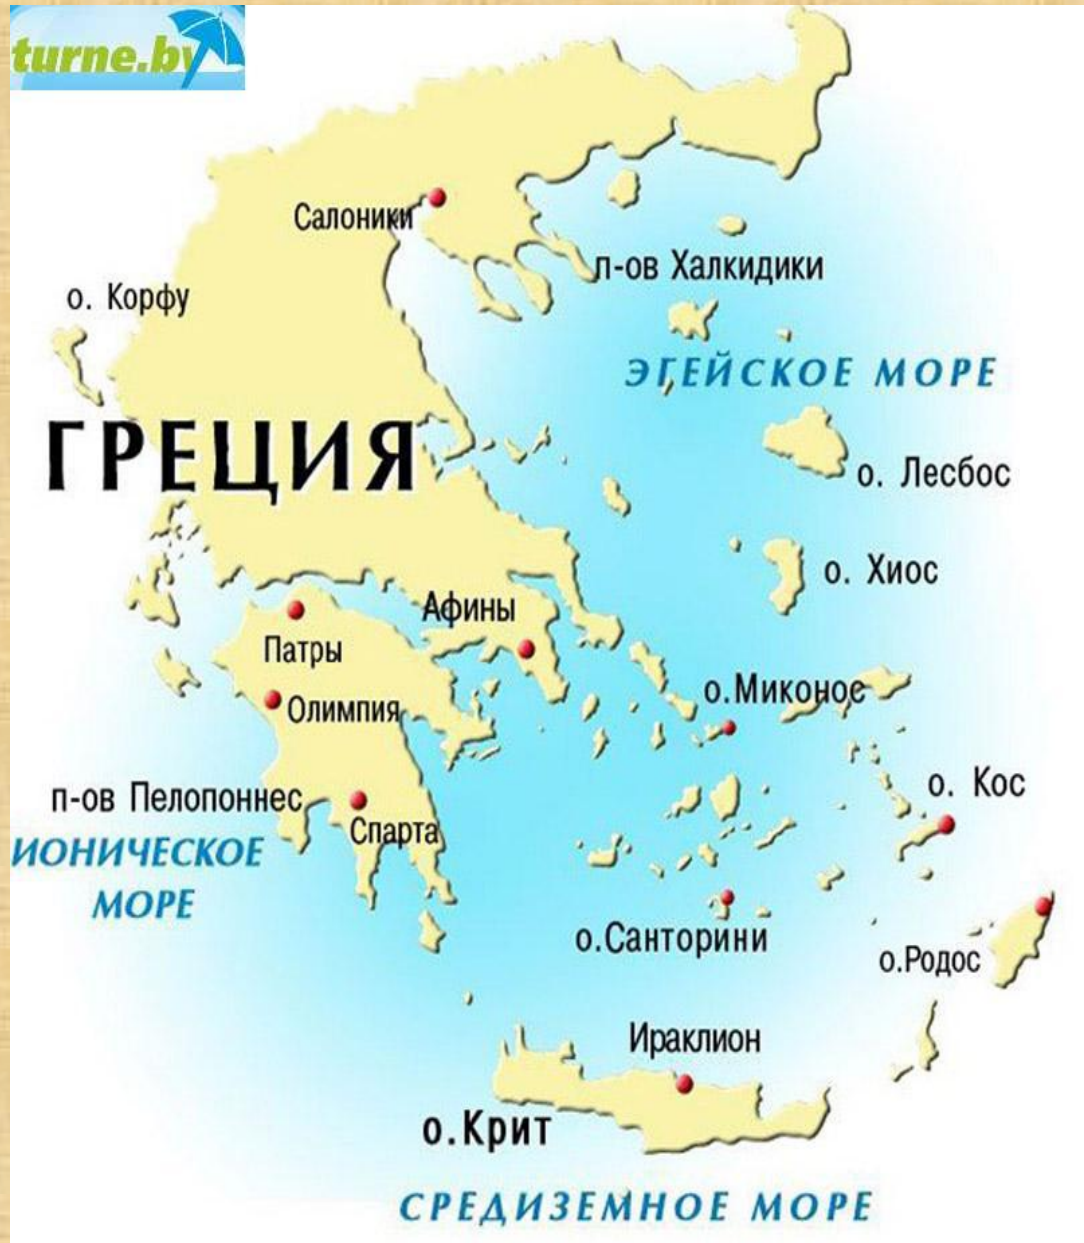 turne.by
Салоники
п-ов Халкидики
о. Корфу
ЭГЕЙСКОЕ МОРЕ
ГРЕЦИЯ
о. Лесбос
о. Хиос
Афины
Патры
о.Миконос
Олимпия
о. Кос
п-ов Пелопоннес
Спарта
ИОНИЧЕСКОЕ
МОРЕ
о.Санторини
о.Родос
Ираклион
о.Крит
СРЕДИЗЕМНОЕ МОРЕ